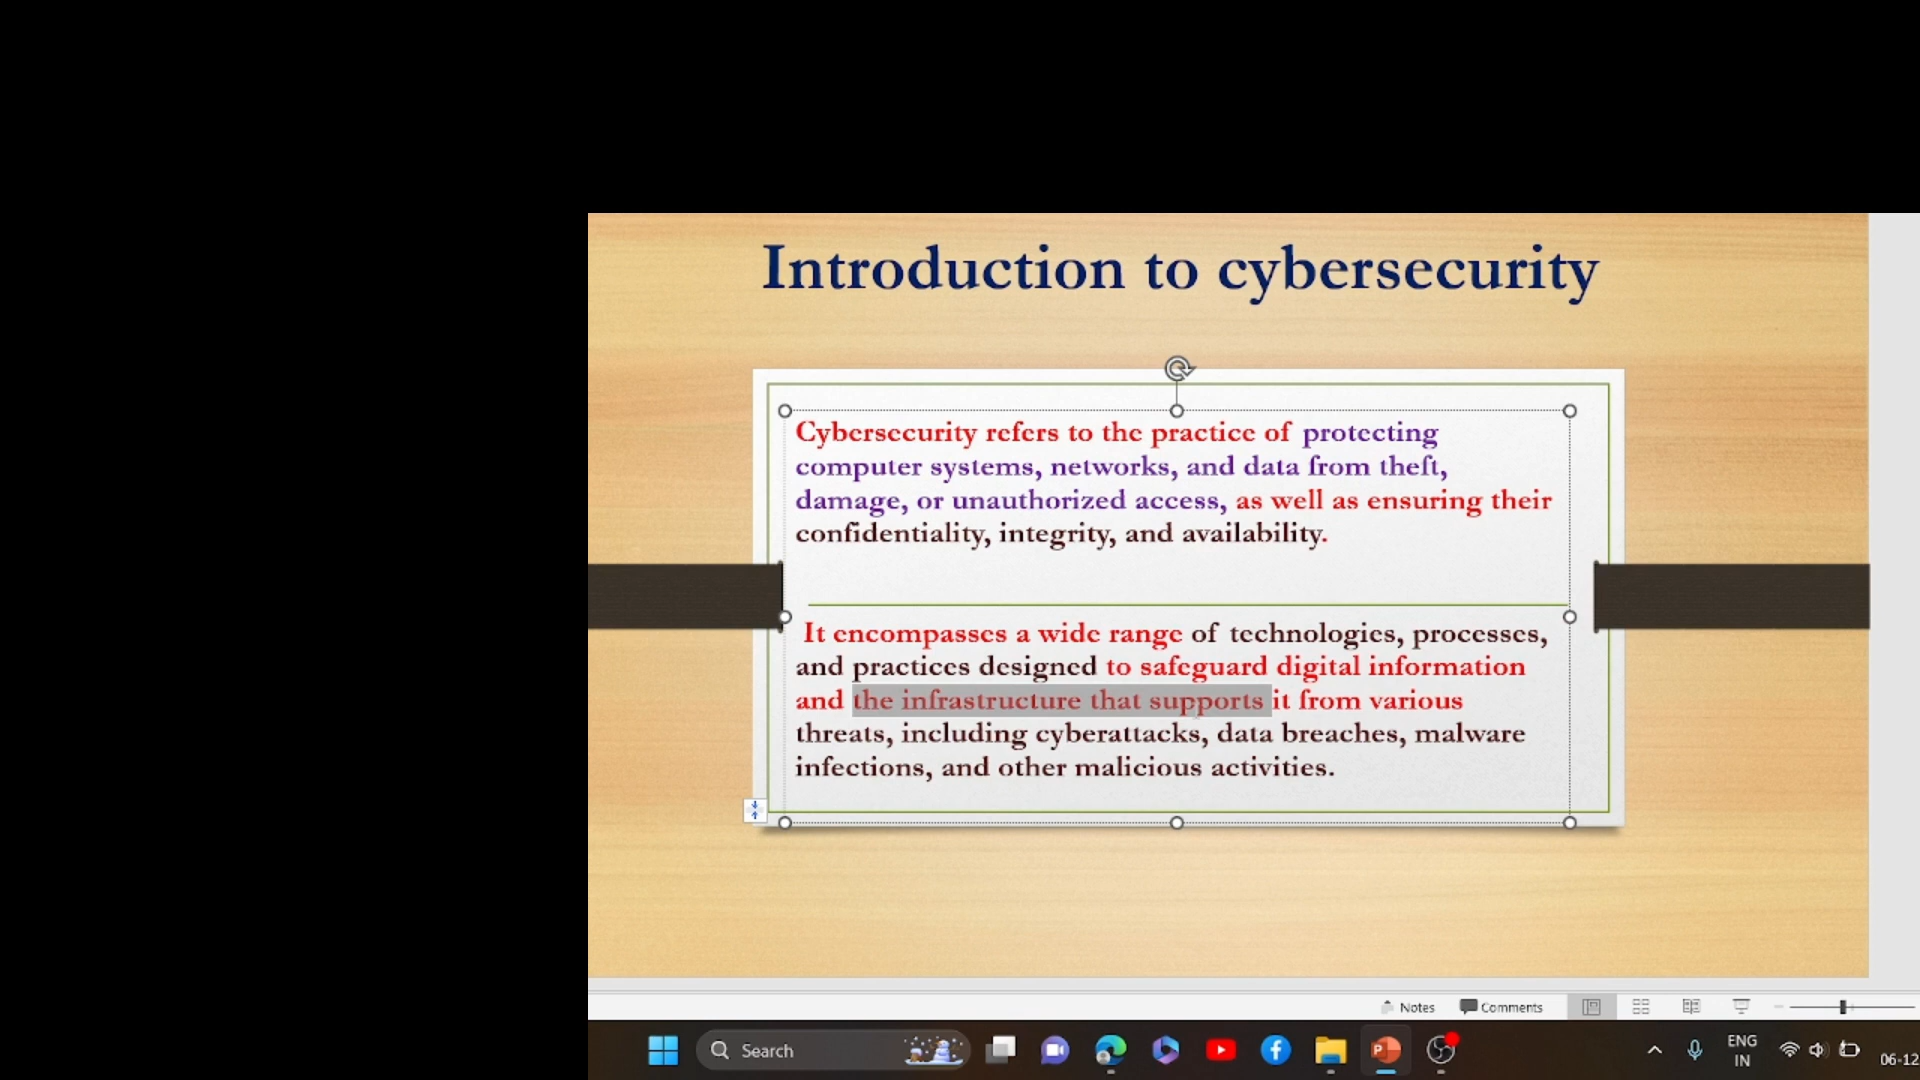 Introduction to cybersecurity
Cybersecurity refers to the practice of protecting
computer systems, networks, and data from theft,
damage, or unauthorized access, as well as ensuring their
confidentiality, integrity, and availability.
It encompasses a wide range of technologies, processes,
and practices designed to safeguard digital information
and the infrastructure that supports it from various
threats, including cyberattacks, data breaches, malware
infections, and other malicious activities.
Notes
Comments
Search
ENG
IN
06-12